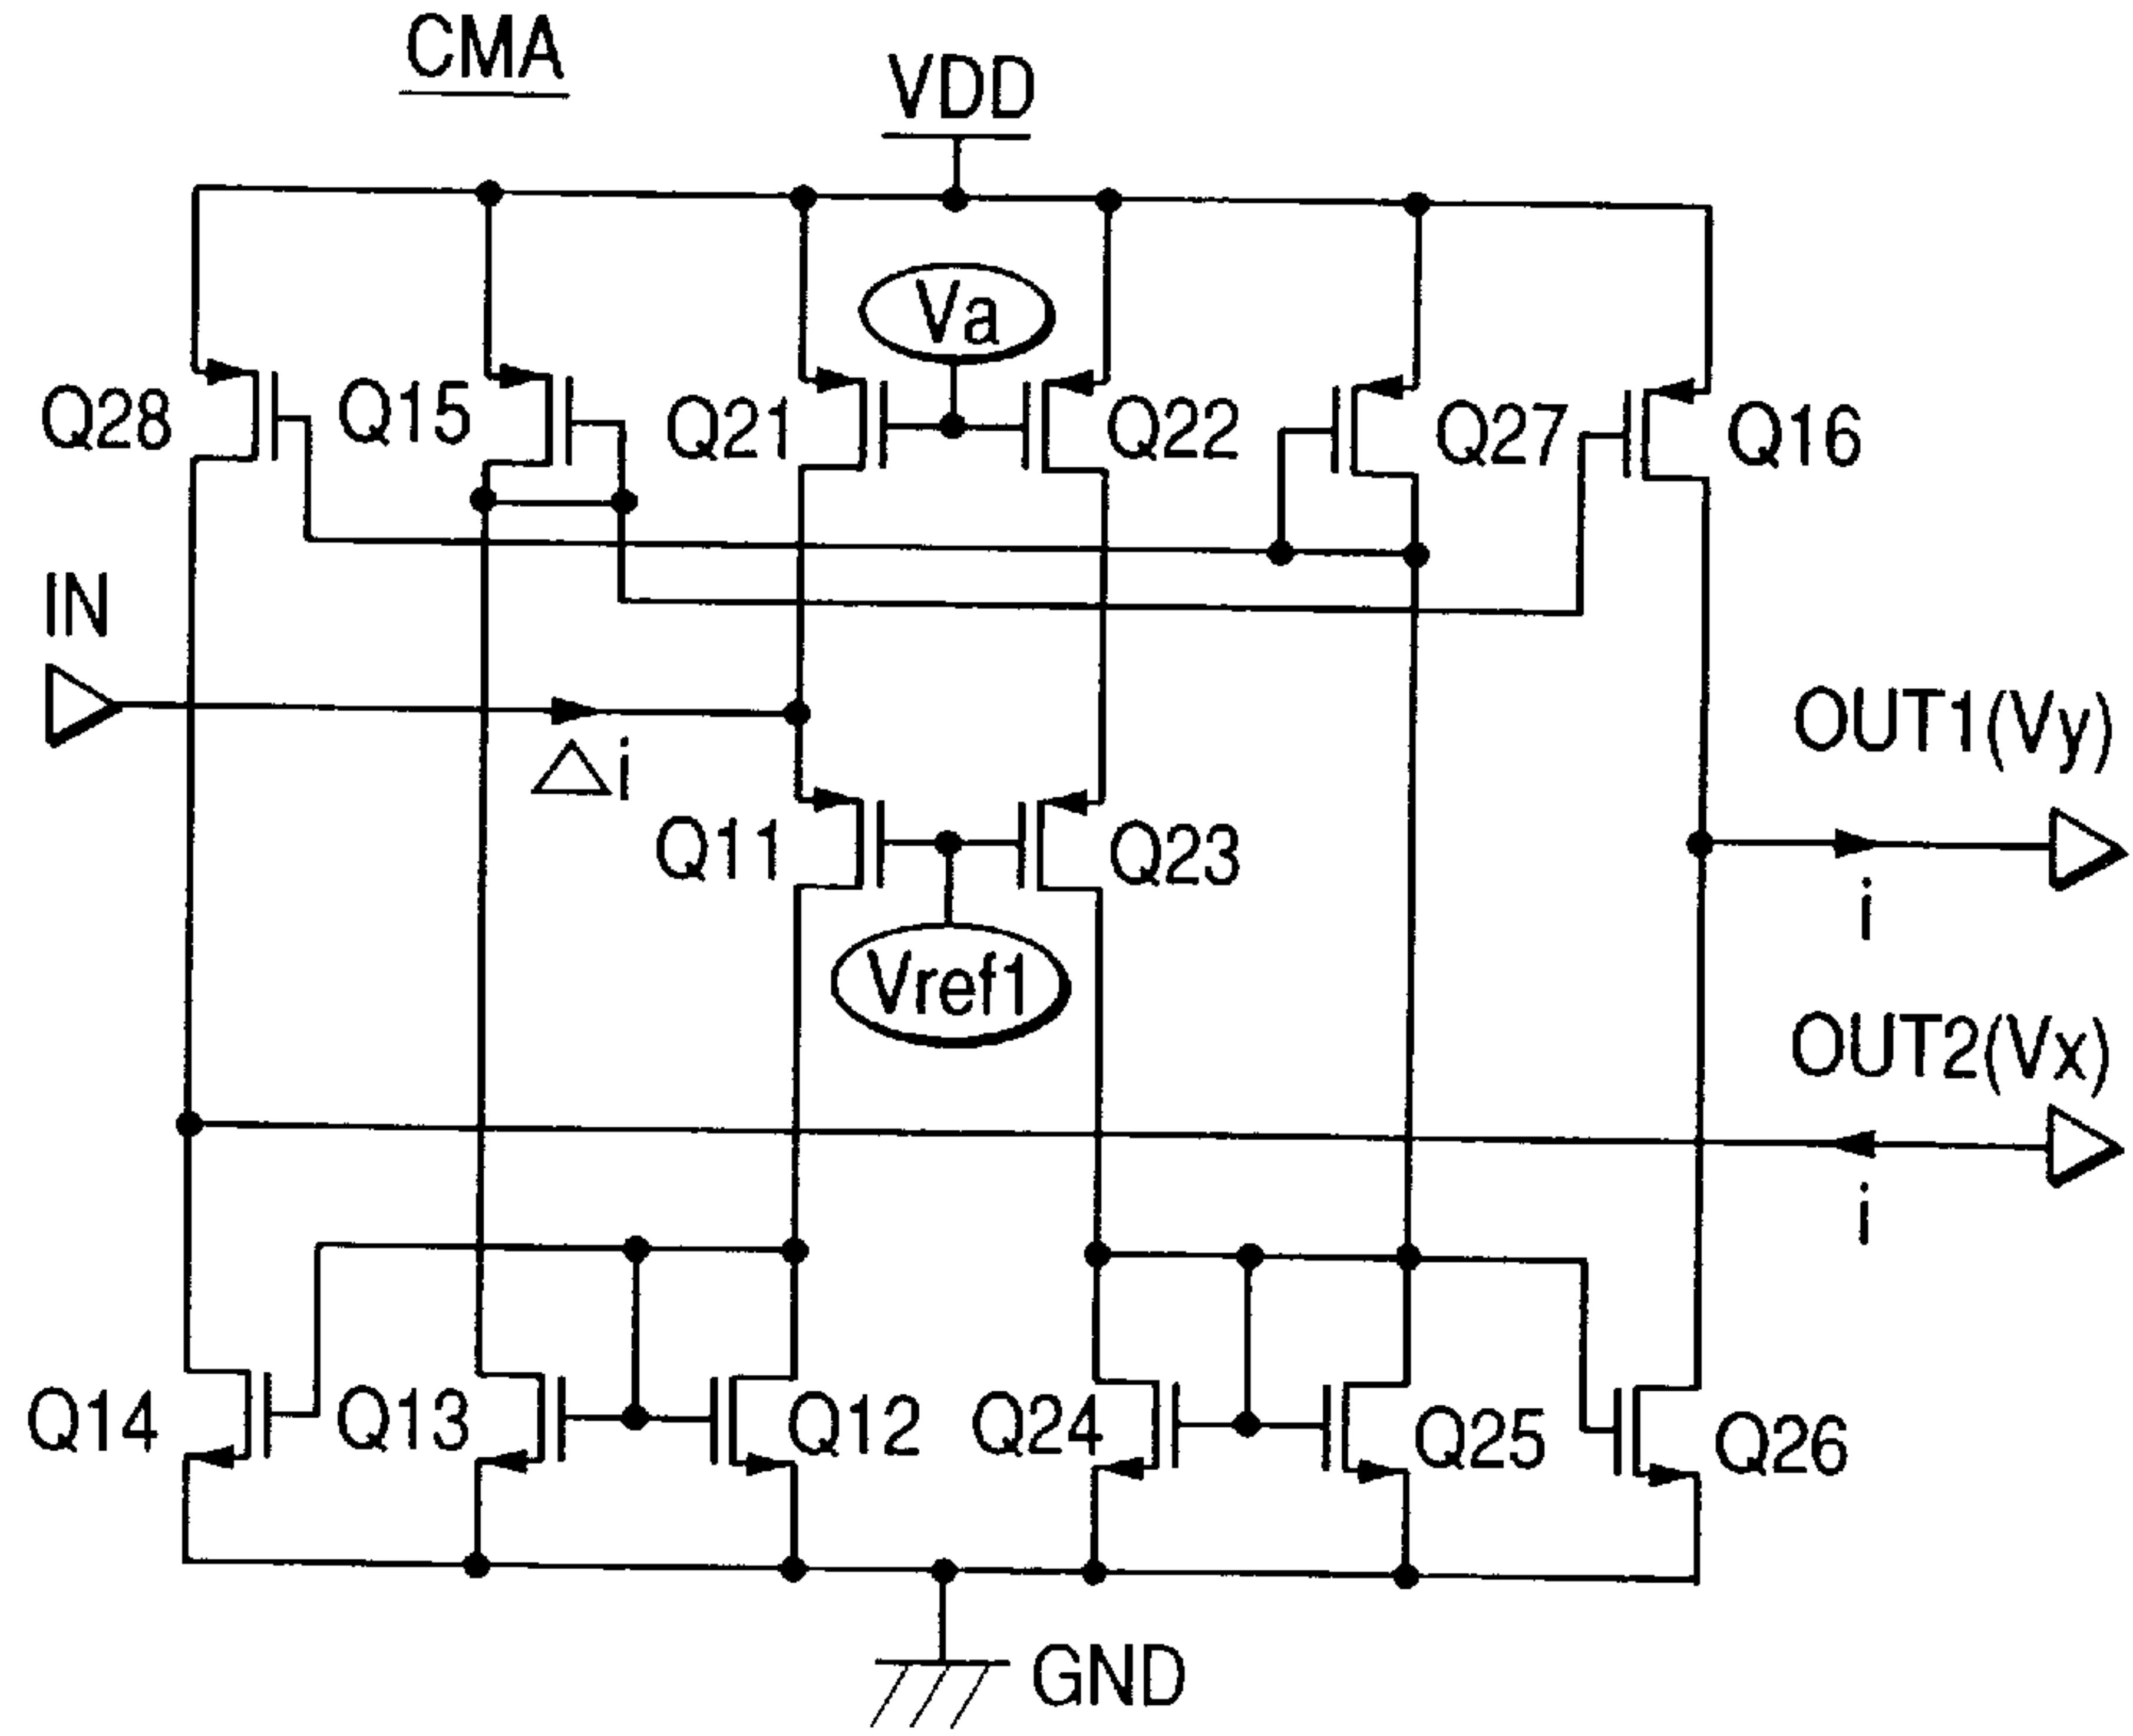 CMA
VDD
Va
Q28
Q15
Q21
Q22
Q27
Q16
IN
Δi
OUT1(Vy)
Q11
Q23
i
Vref1
OUT2(Vx)
i
Q14
Q13
Q12
Q24
Q25
Q26
GND